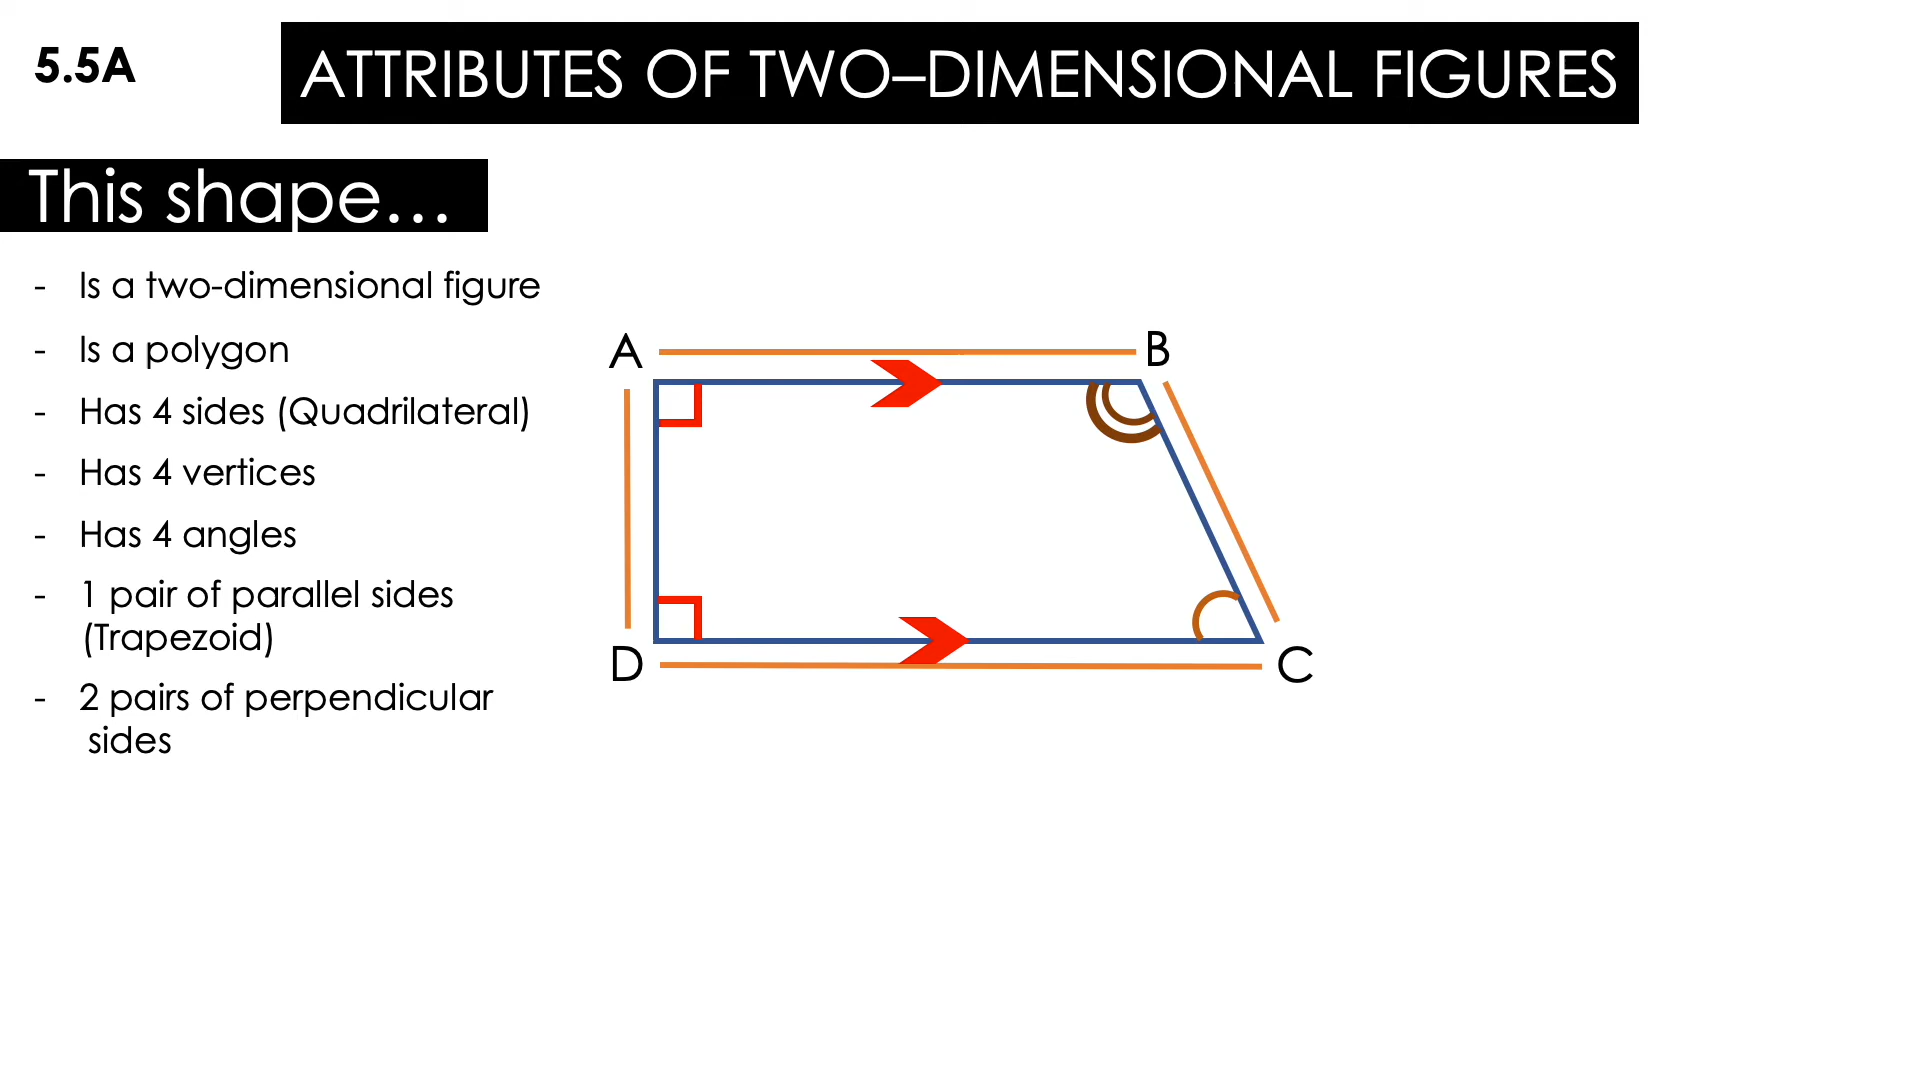 5.5A
ATTRIBUTES OF TWO–DIMENSIONAL FIGURES
This shape...
- Is a two-dimensional figure
- Is a polygon
- Has 4 sides (Quadrilateral)
- Has 4 vertices
- Has 4 angles
- 1 pair of parallel sides
(Trapezoid)
- 2 pairs of perpendicular
sides
A
B
D
C